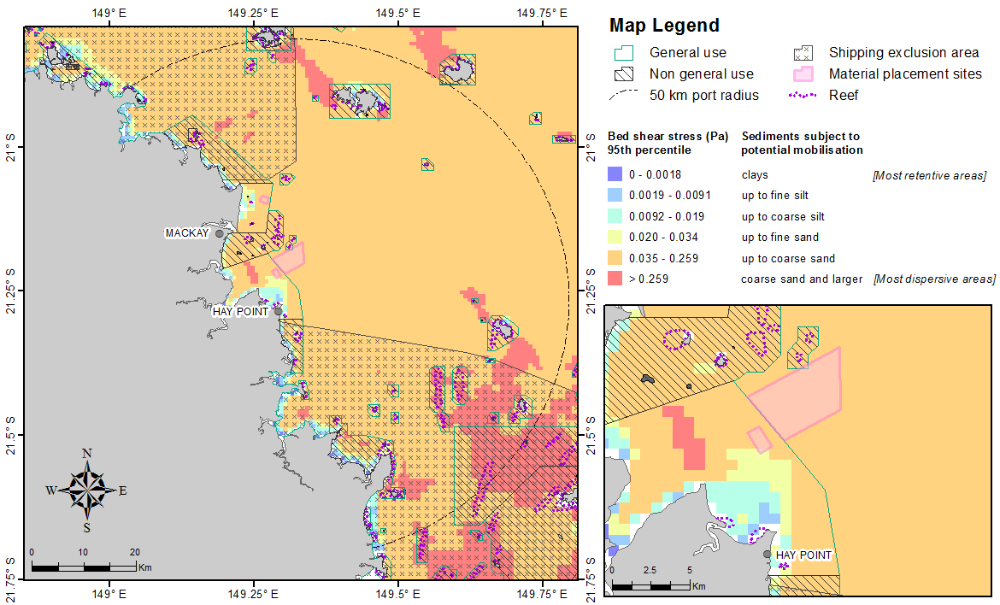 149° E
149.25° E
149.5° E
149.75° E
21° S
21.25° S
21.5° S
21.75° S
MACKAY
HAY POINT
N
W
E
S
0
10
20
Km
149° E
149.25° E
149.5° E
149.75° E
21° S
21.25° S
21.5° S
21.75° S
Map Legend
General use
Shipping exclusion area
Non general use
Material placement sites
50 km port radius
Reef
Bed shear stress (Pa)
95th percentile
Sediments subject to
potential mobilisation
0 - 0.0018
clays
[Most retentive areas]
0.0019 - 0.0091
up to fine silt
0.0092 - 0.019
up to coarse silt
0.020 - 0.034
up to fine sand
0.035 - 0.259
up to coarse sand
> 0.259
coarse sand and larger
[Most dispersive areas]
HAY POINT
0
2.5
5
Km